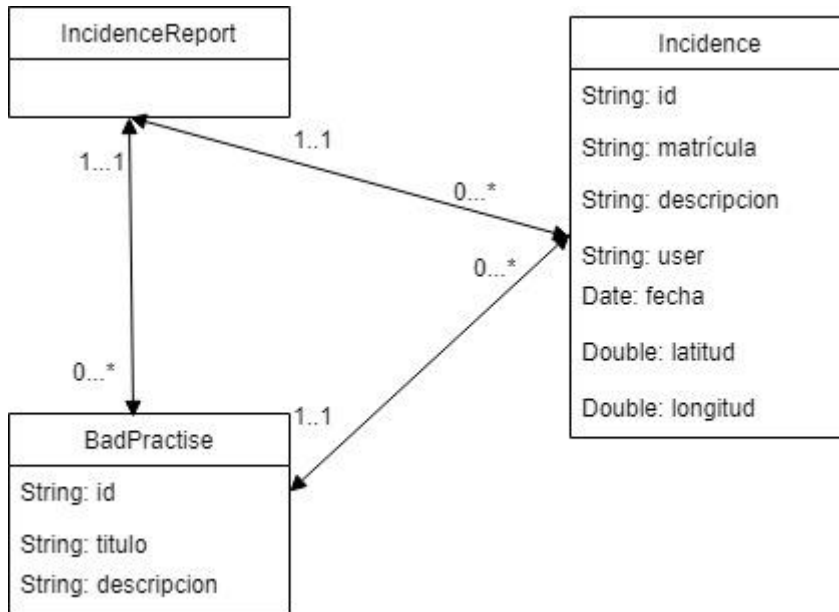 IncidenceReport
Incidence
String: id
String: matrícula
String: descripcion
String: user
Date: fecha
Double: latitud
Double: longitud
1...1
1..1
0...*
0...*
0...*
1..1
BadPractise
String: id
String: titulo
String: descripcion